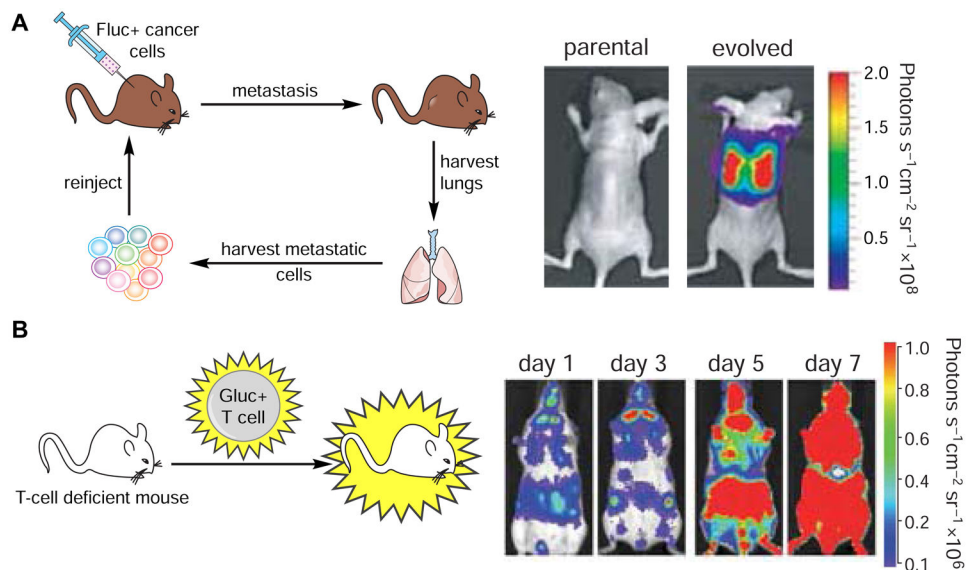 A
Fluc+ cancer
cells
metastasis
harvest
lungs
harvest metastatic
cells
reinject
parental
evolved
2.0
1.5
1.0
0.5
Photons s⁻¹cm⁻² sr⁻¹ ×10⁸
B
T-cell deficient mouse
Gluc+
T cell
day 1
day 3
day 5
day 7
1.0
0.8
0.6
0.4
0.2
0.1
Photons s⁻¹cm⁻² sr⁻¹ ×10⁶